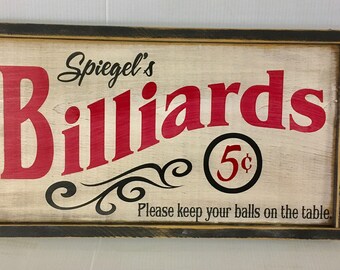 Spiegel's
Billiards
5¢
Please keep your balls on the table.